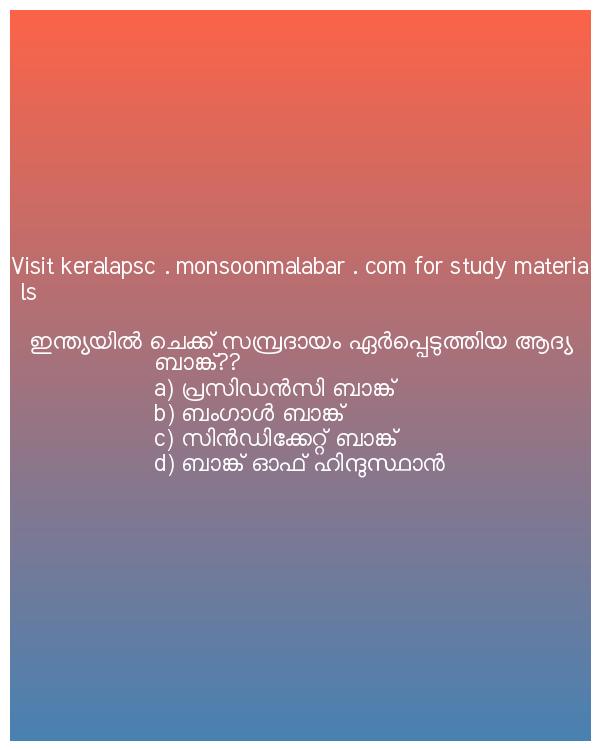 Visit keralapsc . monsoonmalabar . com for study materia
ls
ഇന്ത്യയിൽ ചെക്ക് സമ്പ്രദായം ഏർപ്പെടുത്തിയ ആദ്യ
ബാങ്ക്??
a) പ്രസിഡൻസി ബാങ്ക്
b) ബംഗാൾ ബാങ്ക്
c) സിൻഡിക്കേറ്റ് ബാങ്ക്
d) ബാങ്ക് ഓഫ് ഹിന്ദുസ്ഥാൻ